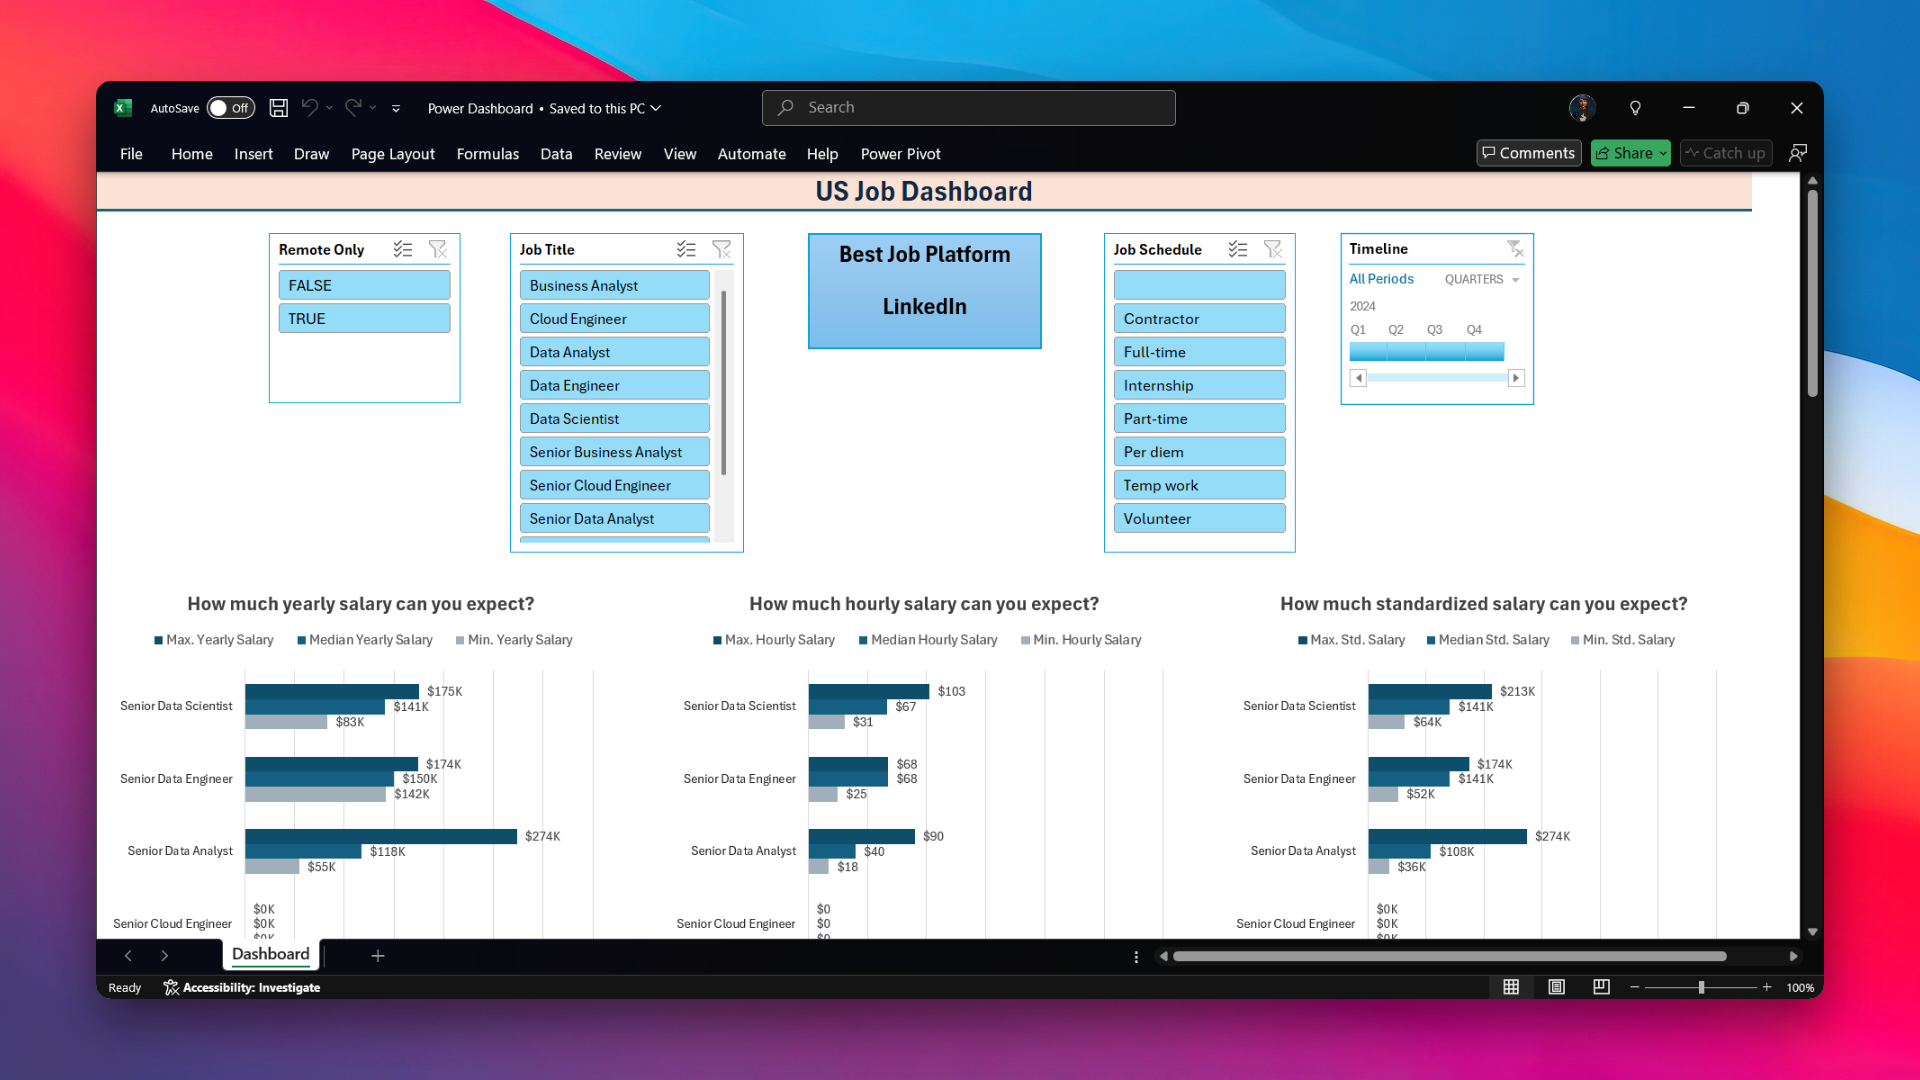 AutoSave Off Power Dashboard • Saved to this PC Search
File Home Insert Draw Page Layout Formulas Data Review View Automate Help Power Pivot Comments Share Catch up
US Job Dashboard
Remote Only
FALSE
TRUE
Job Title
Business Analyst
Cloud Engineer
Data Analyst
Data Engineer
Data Scientist
Senior Business Analyst
Senior Cloud Engineer
Senior Data Analyst
Best Job Platform
LinkedIn
Job Schedule
Contractor
Full-time
Internship
Part-time
Per diem
Temp work
Volunteer
Timeline
All Periods QUARTERS
2024
Q1 Q2 Q3 Q4
How much yearly salary can you expect?
Max. Yearly Salary Median Yearly Salary Min. Yearly Salary
Senior Data Scientist
$175K
$141K
$83K
Senior Data Engineer
$174K
$150K
$142K
Senior Data Analyst
$274K
$118K
$55K
Senior Cloud Engineer
$0K
$0K
$0K
How much hourly salary can you expect?
Max. Hourly Salary Median Hourly Salary Min. Hourly Salary
Senior Data Scientist
$103
$67
$31
Senior Data Engineer
$68
$68
$25
Senior Data Analyst
$90
$40
$18
Senior Cloud Engineer
$0
$0
$0
How much standardized salary can you expect?
Max. Std. Salary Median Std. Salary Min. Std. Salary
Senior Data Scientist
$213K
$141K
$64K
Senior Data Engineer
$174K
$141K
$52K
Senior Data Analyst
$274K
$108K
$36K
Senior Cloud Engineer
$0K
$0K
$0K
Dashboard
Ready Accessibility: Investigate 100%